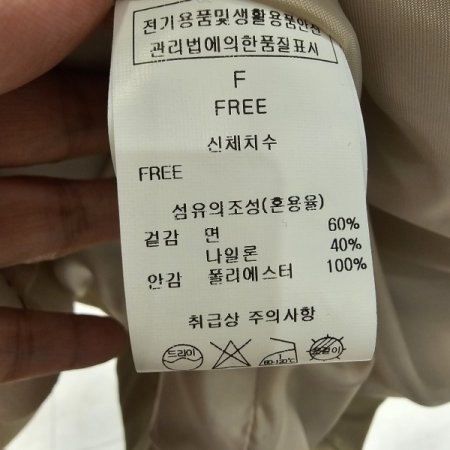 전기용품및생활용품안전
관리법에의한품질표시
F
FREE
신체치수
FREE
섬유의조성(혼용율)
겉감 면 60%
나일론 40%
안감 폴리에스터 100%
취급상 주의사항
드라이
80-120℃